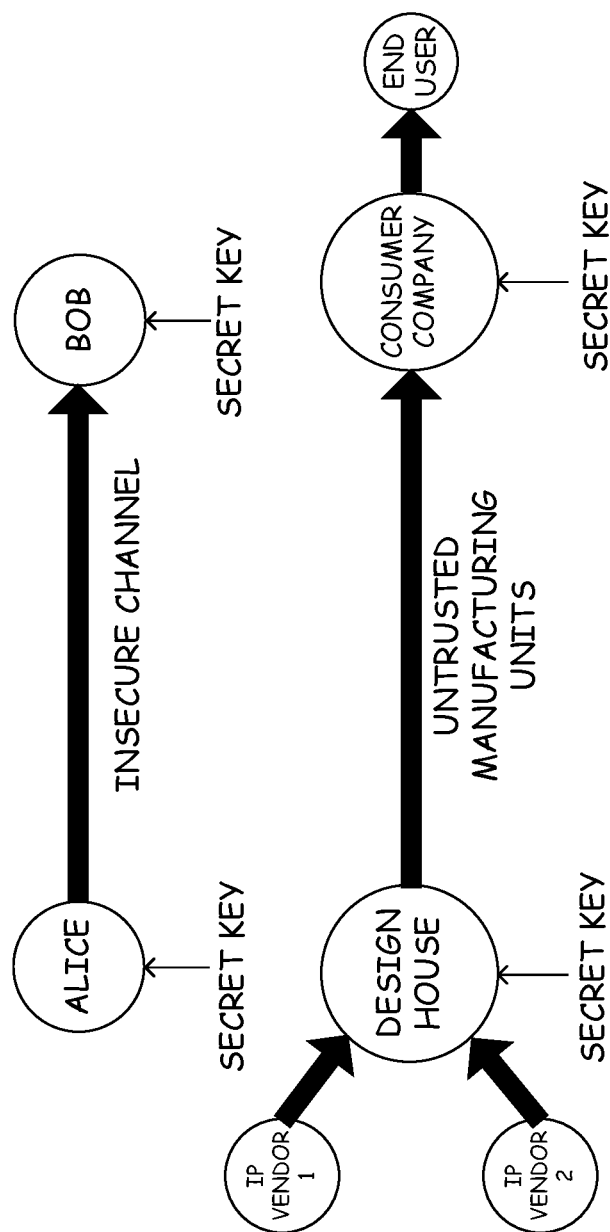 ALICE
INSECURE CHANNEL
BOB
SECRET KEY
SECRET KEY
IP
VENDOR
1
IP
VENDOR
2
DESIGN
HOUSE
UNTRUSTED
MANUFACTURING
UNITS
CONSUMER
COMPANY
END
USER
SECRET KEY
SECRET KEY